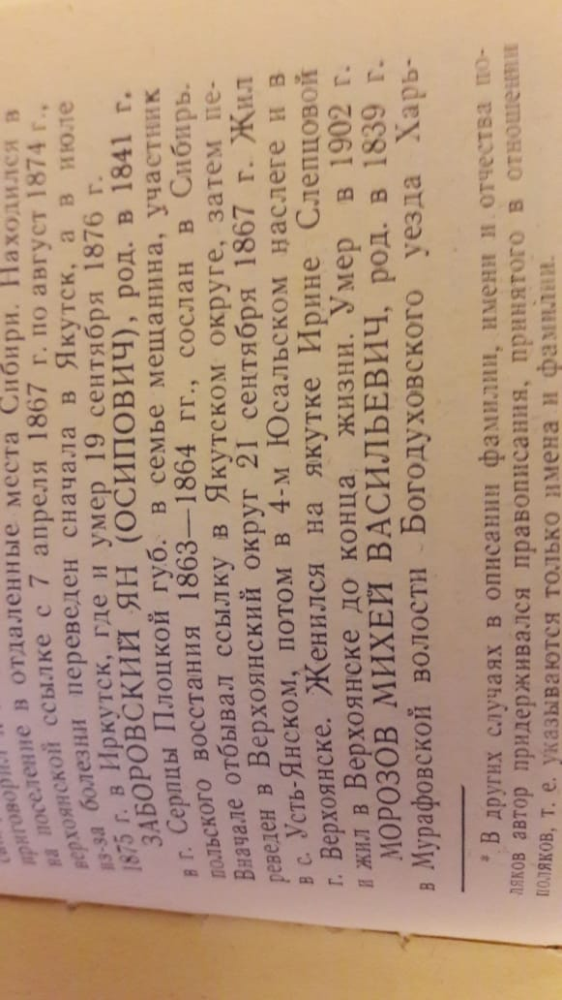 приговорил
поселение в отдаленные места Сибири. Находился в
верхоянской ссылке с 7 апреля 1867 г. по август 1874 г.,
из-за болезни переведен сначала в Якутск, а в июле
1875 г. в Иркутск, где и умер 19 сентября 1876 г.
ЗАБОРОВСКИЙ ЯН (ОСИПОВИЧ), род. в 1841 г.
в г. Серпцы Плоцкой губ. в семье мещанина, участник
польского восстания 1863—1864 гг., сослан в Сибирь.
Вначале отбывал ссылку в Якутском округе, затем пе-
реведен в Верхоянский округ 21 сентября 1867 г. Жил
в с. Усть-Янском, потом в 4-м Юсальском наслеге и в
г. Верхоянске. Женился на якутке Ирине Слепцовой
и жил в Верхоянске до конца жизни. Умер в 1902 г.
МОРОЗОВ МИХЕЙ ВАСИЛЬЕВИЧ, род. в 1839 г.
в Мурафовской волости Богодуховского уезда Харь-
* В других случаях в описании фамилии, имени и отчества по-
ляков автор придерживался правописания, принятого в отношении
поляков, т. е. указываются только имена и фамилии.